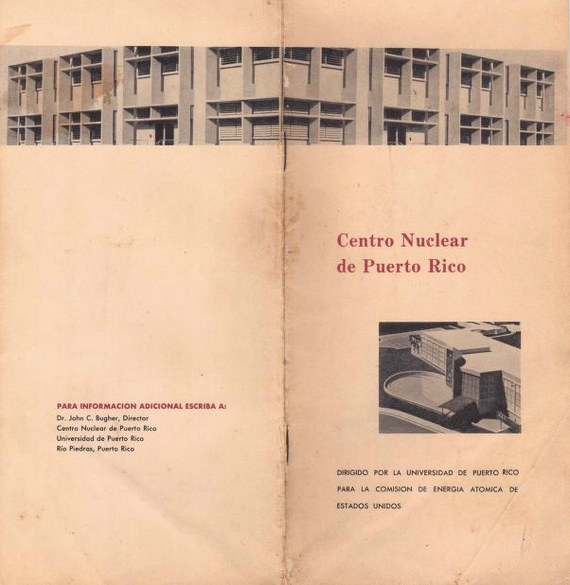 Centro Nuclear
de Puerto Rico
PARA INFORMACION ADICIONAL ESCRIBA A:
Dr. John C. Bugher, Director
Centro Nuclear de Puerto Rico
Universidad de Puerto Rico
Río Piedras, Puerto Rico
DIRIGIDO POR LA UNIVERSIDAD DE PUERTO RICO
PARA LA COMISION DE ENERGIA ATOMICA DE
ESTADOS UNIDOS